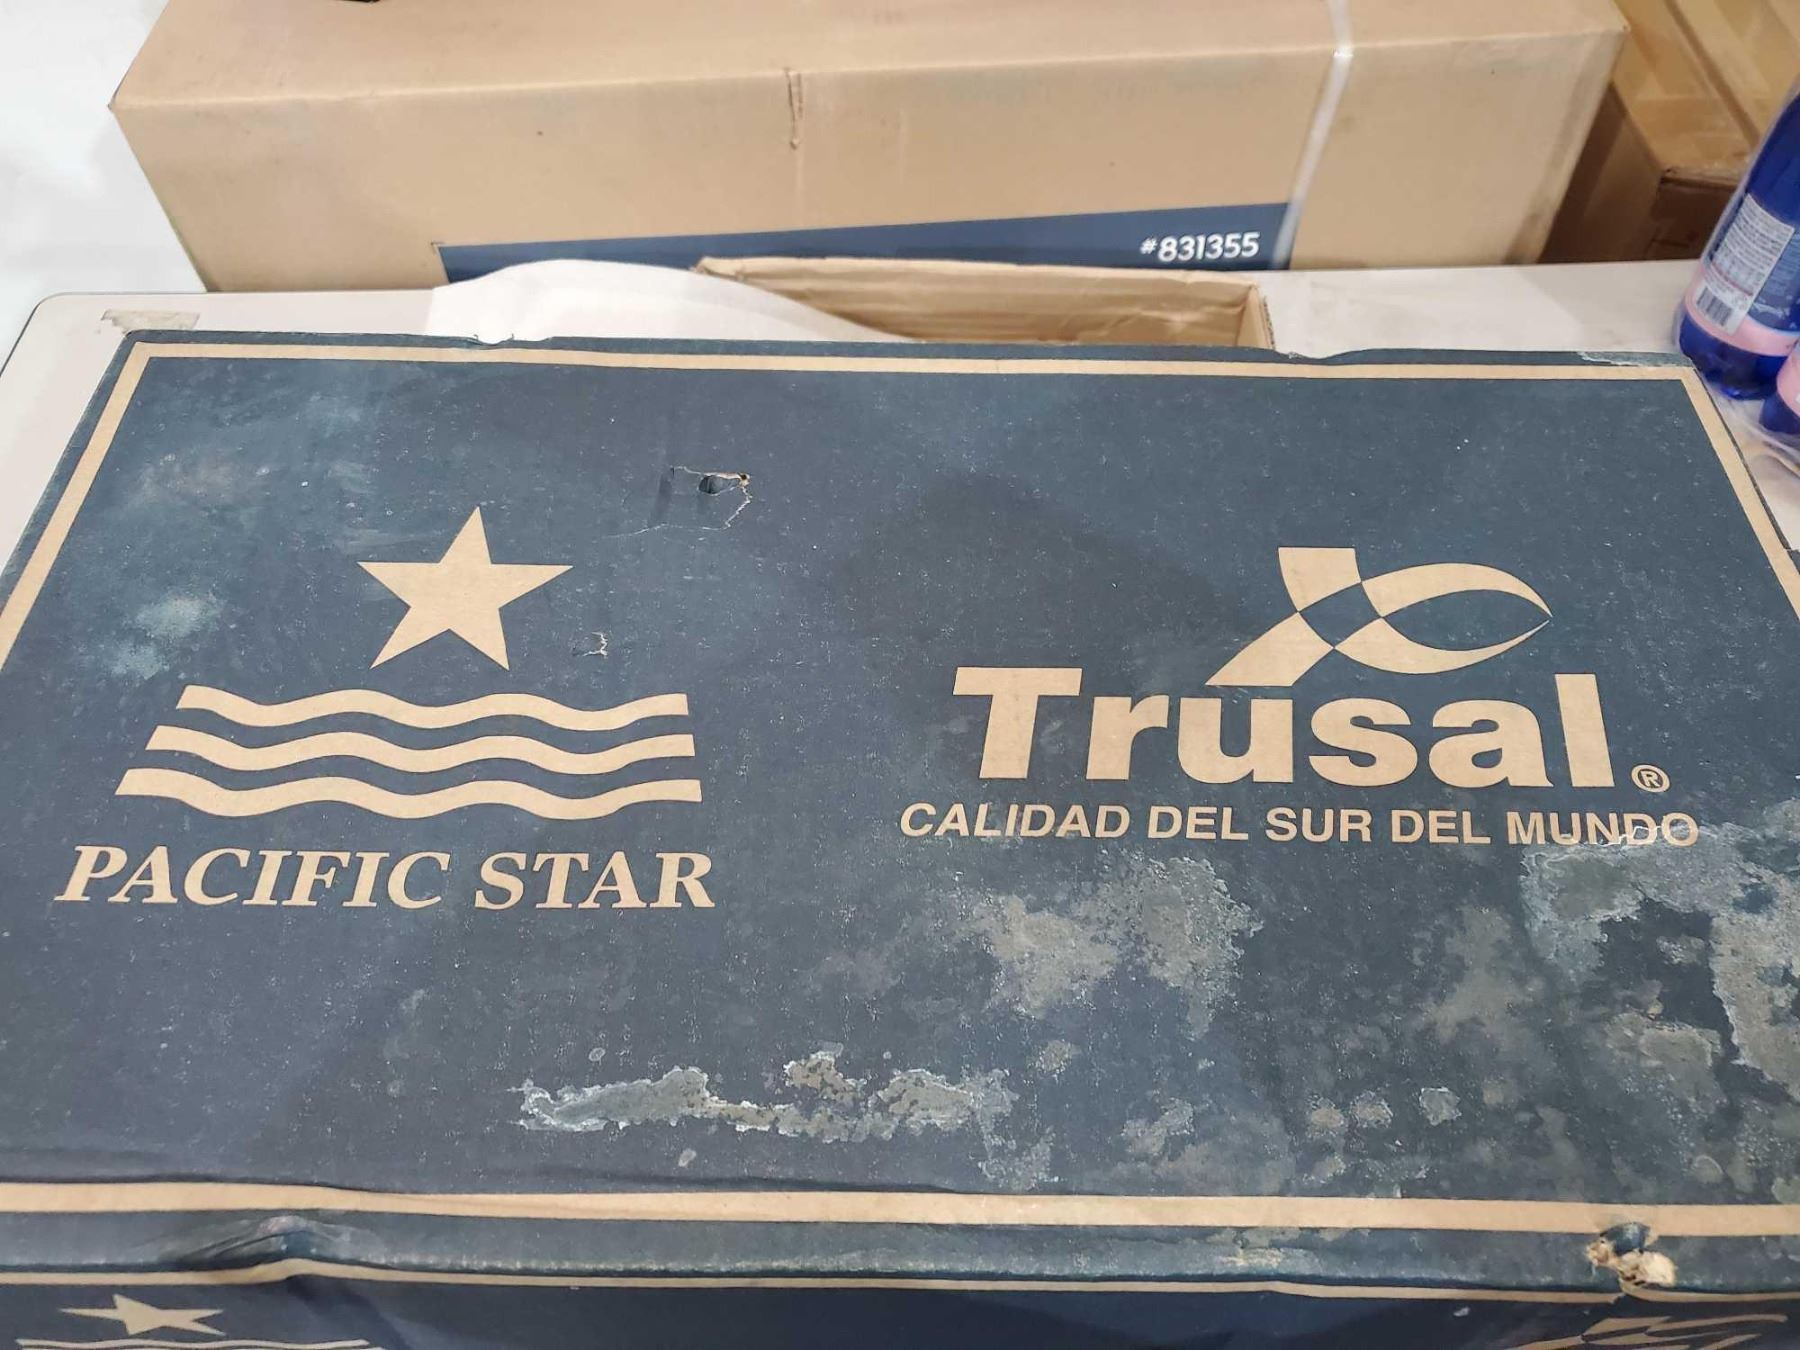 #831355
Trusal®
CALIDAD DEL SUR DEL MUNDO
PACIFIC STAR